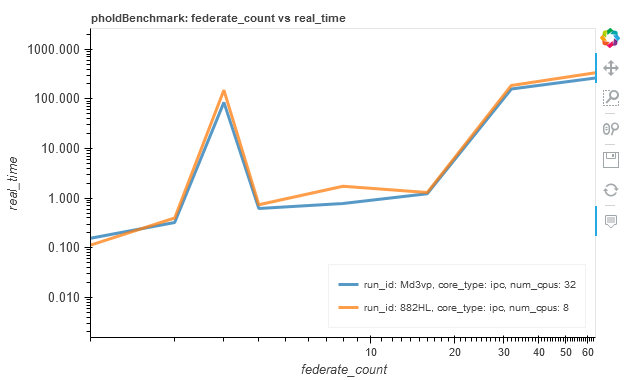 pholdBenchmark: federate_count vs real_time
1000.000
100.000
10.000
1.000
0.100
0.010
real_time
10
20
30
40
50
60
federate_count
run_id: Md3vp, core_type: ipc, num_cpus: 32
run_id: 882HL, core_type: ipc, num_cpus: 8